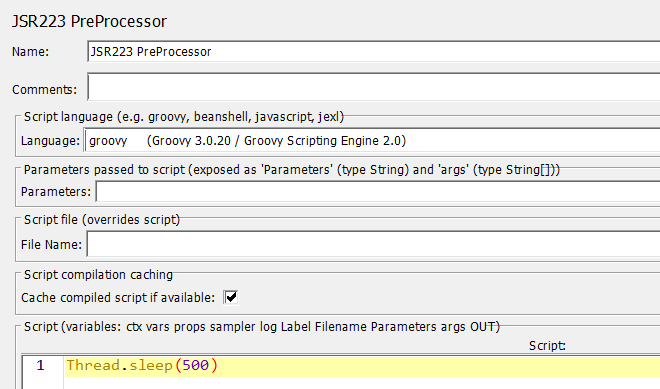 JSR223 PreProcessor
Name: JSR223 PreProcessor
Comments:
Script language (e.g. groovy, beanshell, javascript, jexl)
Language: groovy (Groovy 3.0.20 / Groovy Scripting Engine 2.0)
Parameters passed to script (exposed as 'Parameters' (type String) and 'args' (type String[]))
Parameters:
Script file (overrides script)
File Name:
Script compilation caching
Cache compiled script if available:
Script (variables: ctx vars props sampler log Label Filename Parameters args OUT)
Script:
1 Thread.sleep(500)